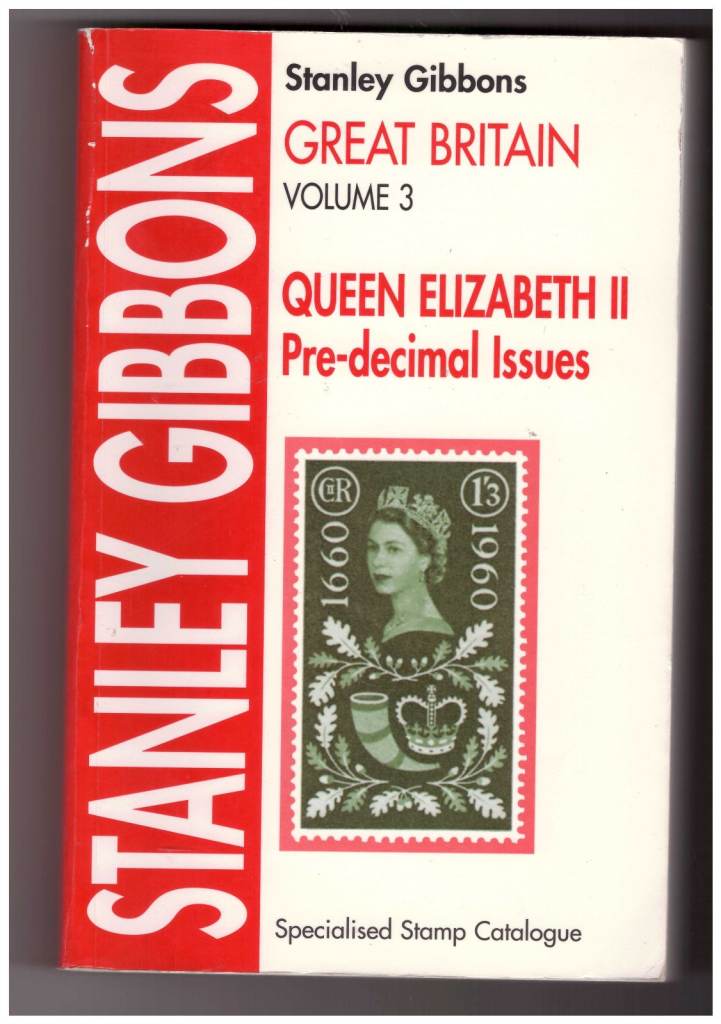 STANLEY GIBBONS
Stanley Gibbons
GREAT BRITAIN
VOLUME 3
QUEEN ELIZABETH II
Pre-decimal Issues
CIIR
1'3
1660
1960
Specialised Stamp Catalogue